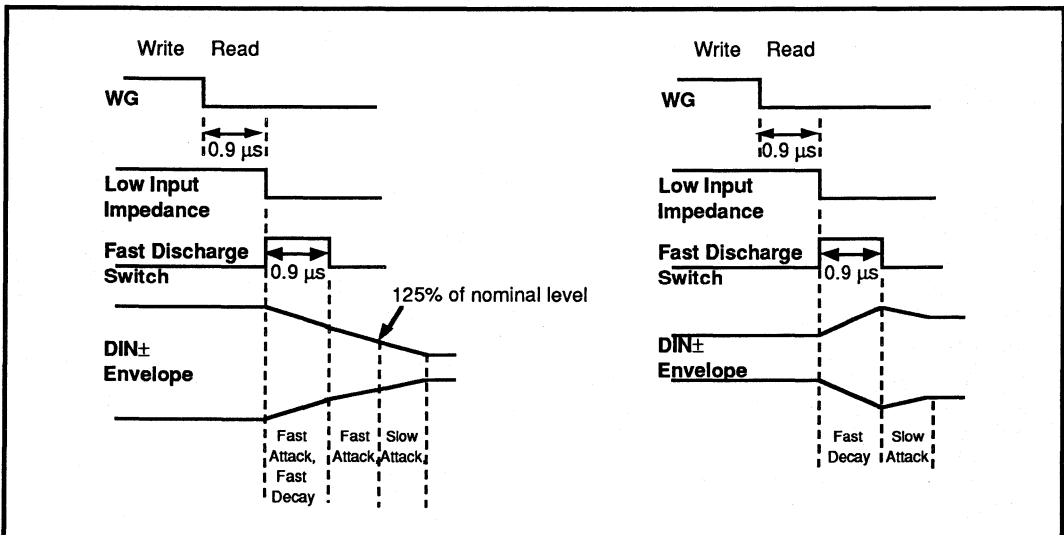 Write Read
WG
0.9 µs
Low Input
Impedance
Fast Discharge
Switch
0.9 µs
125% of nominal level
DIN±
Envelope
Fast
Attack,
Fast
Decay
Fast
Attack,
Slow
Attack,
Write Read
WG
0.9 µs
Low Input
Impedance
Fast Discharge
Switch
0.9 µs
DIN±
Envelope
Fast
Decay
Slow
Attack